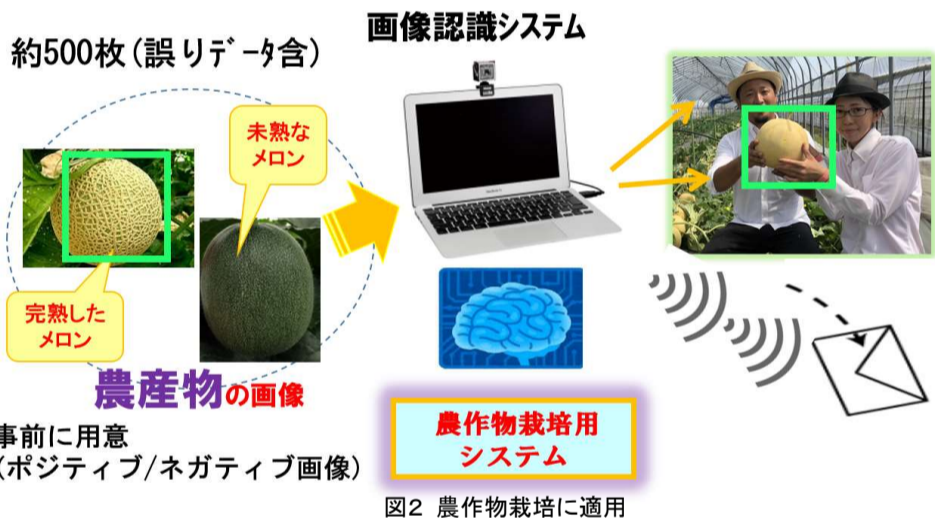 画像認識システム
約500枚(誤りデータ含)
未熟な
メロン
完熟した
メロン
農産物の画像
事前に用意
(ポジティブ/ネガティブ画像)
農作物栽培用
システム
図2 農作物栽培に適用